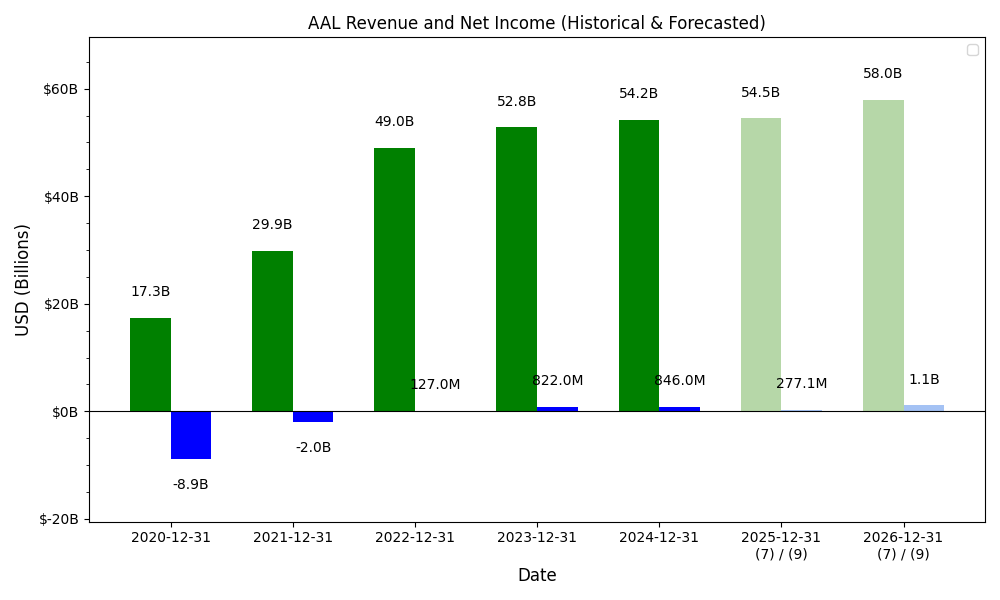 AAL Revenue and Net Income (Historical & Forecasted)
USD (Billions)
$60B
$40B
$20B
$0B
$-20B
17.3B
29.9B
49.0B
52.8B
54.2B
54.5B
58.0B
-8.9B
-2.0B
127.0M
822.0M
846.0M
277.1M
1.1B
2020-12-31
2021-12-31
2022-12-31
2023-12-31
2024-12-31
2025-12-31
(7) / (9)
2026-12-31
(7) / (9)
Date